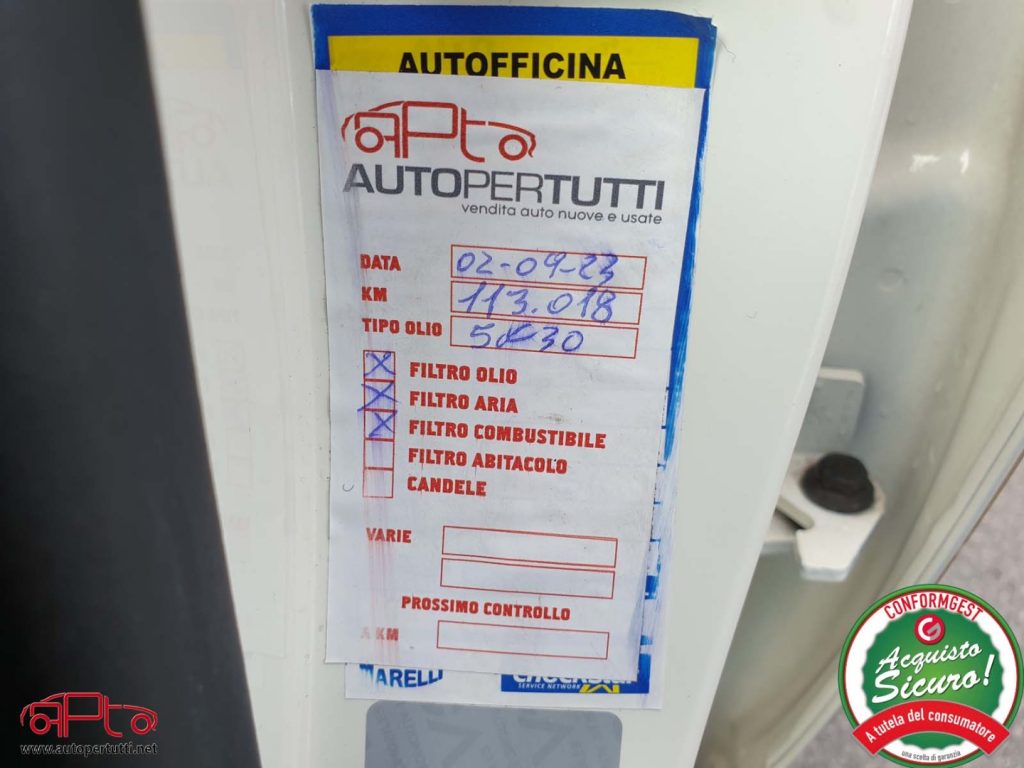 AUTOFFICINA
APto
AUTOPERTUTTI
vendita auto nuove e usate
DATA 02-09-23
KM 113.018
TIPO OLIO 5W30
X FILTRO OLIO
X FILTRO ARIA
X FILTRO COMBUSTIBILE
FILTRO ABITACOLO
CANDELE
VARIE
PROSSIMO CONTROLLO
A KM
MARELLI
SERVICE NETWORK
APto
www.autopertutti.net
CONFORMGEST
Acquisto
Sicuro!
A tutela del consumatore
una scelta di garanzia